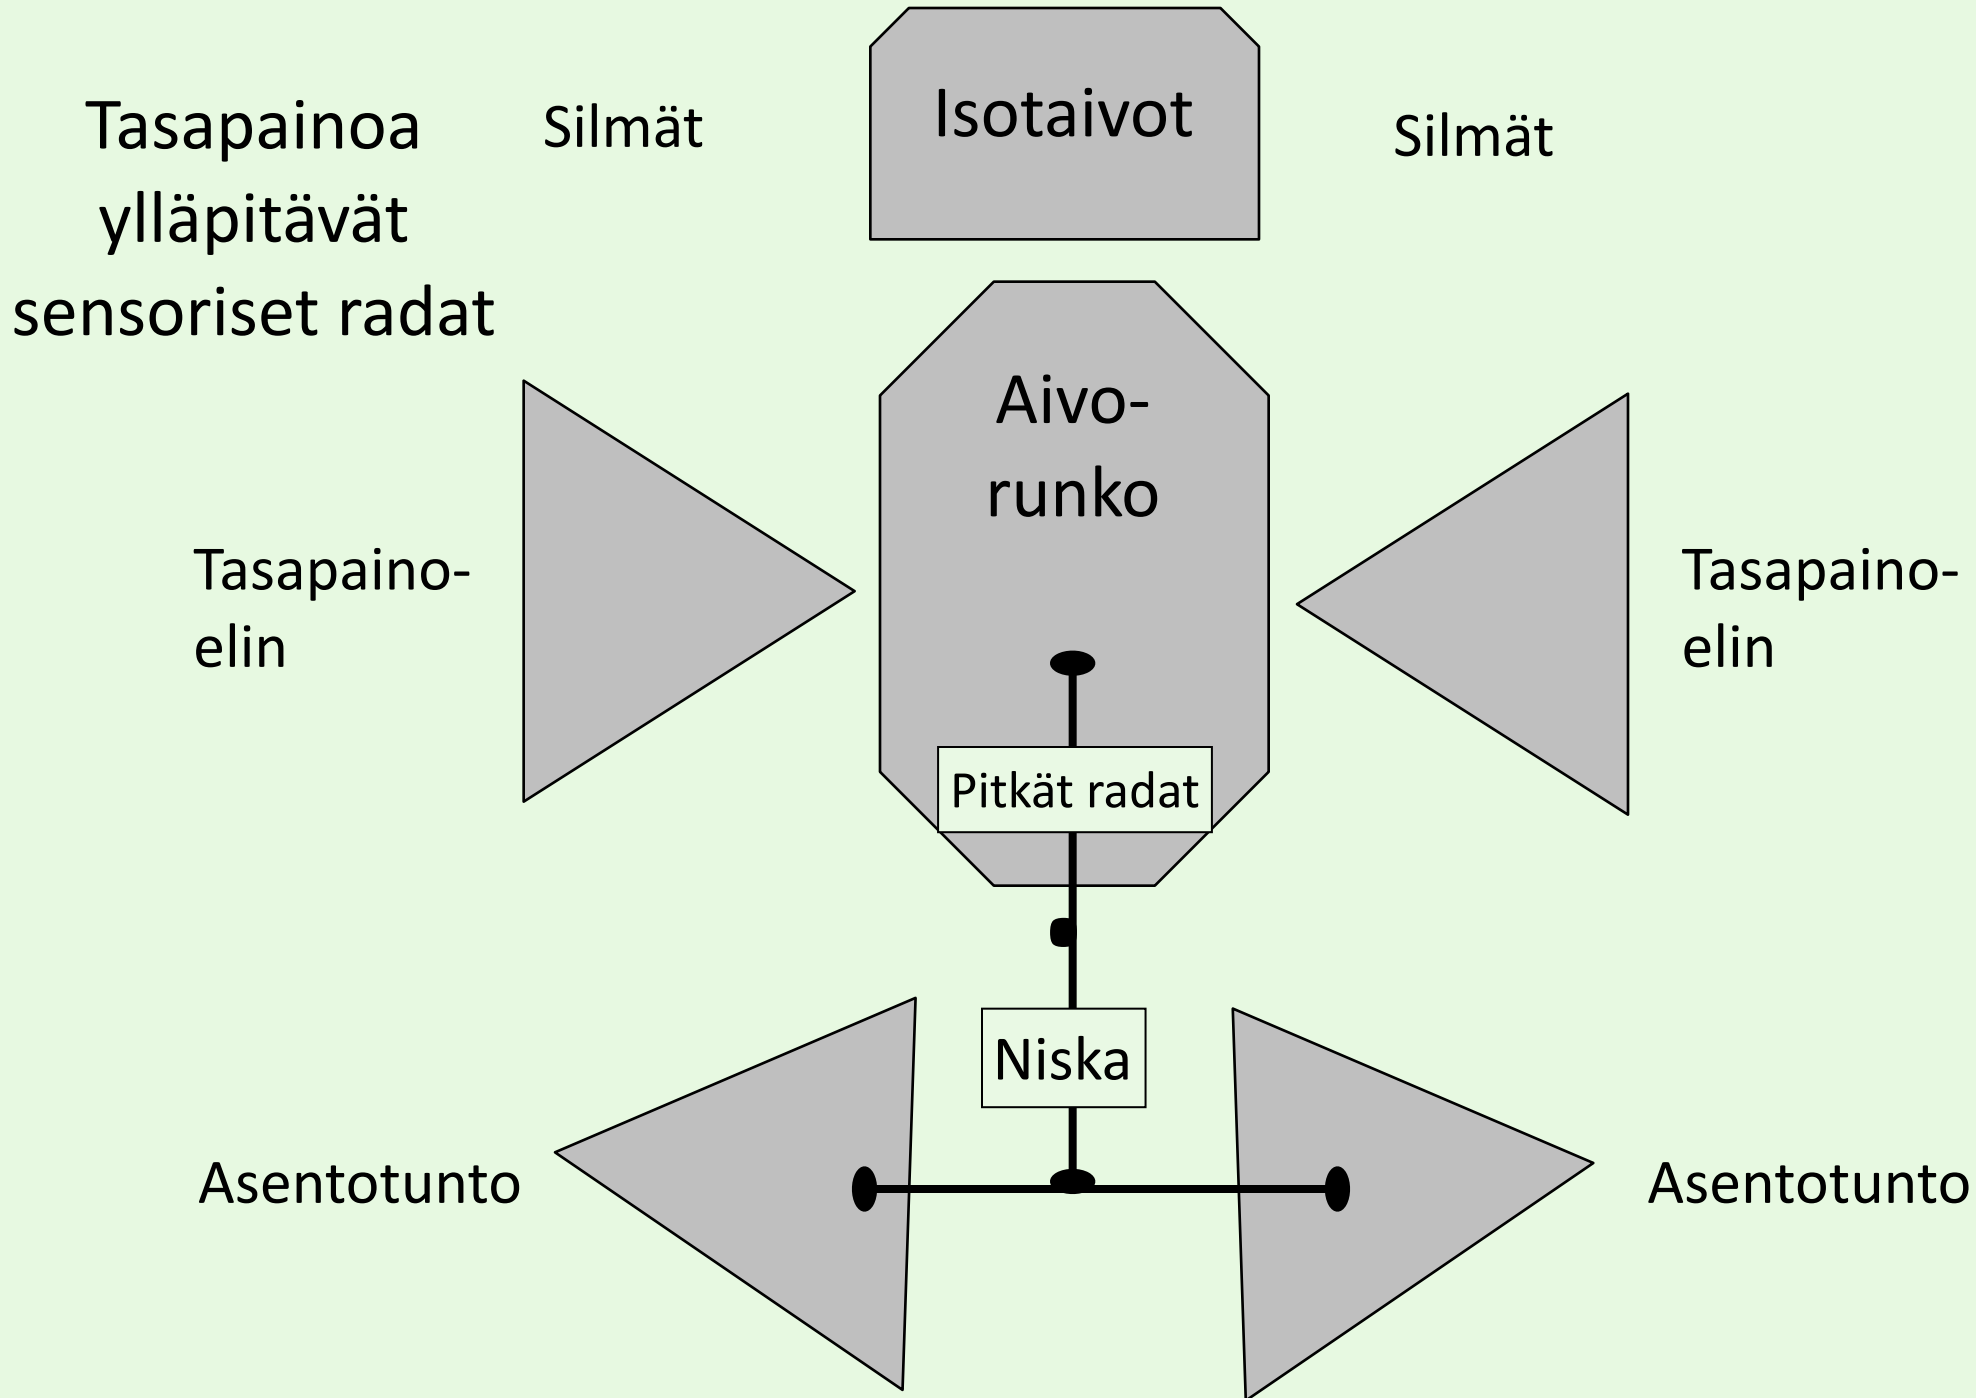 Tasapainoa
ylläpitävät
sensoriset radat
Silmät
Isotaivot
Silmät
Aivo-
runko
Tasapaino-
elin
Tasapaino-
elin
Pitkät radat
Niska
Asentotunto
Asentotunto